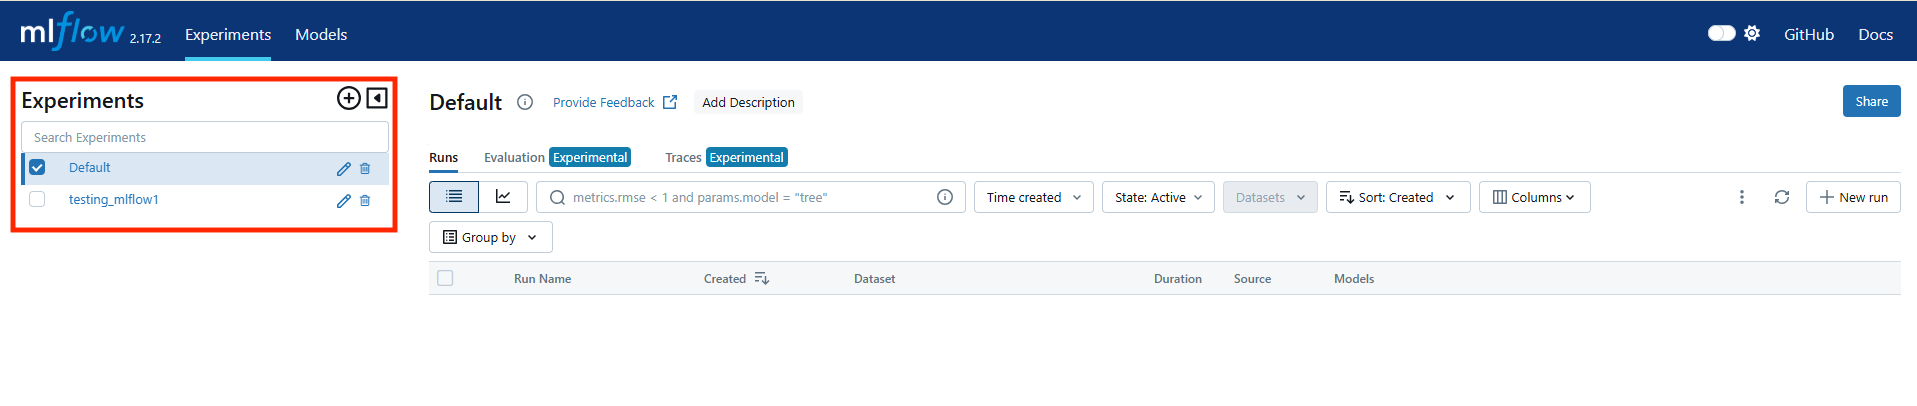 mlflow 2.17.2 Experiments Models GitHub Docs
Experiments
Search Experiments
Default
testing_mlflow1
Default Provide Feedback Add Description Share
Runs Evaluation Experimental Traces Experimental
metrics.rmse < 1 and params.model = "tree" Time created State: Active Datasets Sort: Created Columns New run
Group by
Run Name Created Dataset Duration Source Models